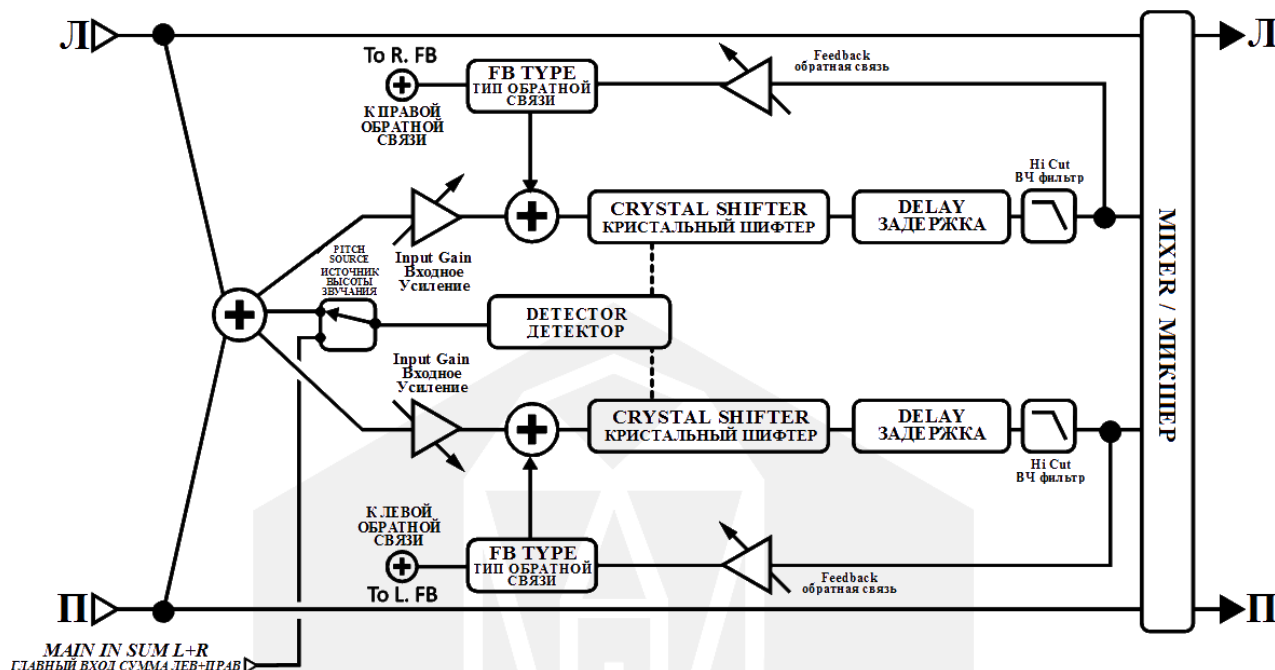 Л
Л
To R. FB
К ПРАВОЙ
ОБРАТНОЙ
СВЯЗИ
FB TYPE
ТИП ОБРАТНОЙ
СВЯЗИ
Feedback
обратная связь
Input Gain
Входное
Усиление
CRYSTAL SHIFTER
КРИСТАЛЬНЫЙ ШИФТЕР
DELAY
ЗАДЕРЖКА
Hi Cut
ВЧ фильтр
PITCH
SOURCE
ИСТОЧНИК
ВЫСОТЫ
ЗВУЧАНИЯ
DETECTOR
ДЕТЕКТОР
MIXER / МИКШЕР
Input Gain
Входное
Усиление
CRYSTAL SHIFTER
КРИСТАЛЬНЫЙ ШИФТЕР
DELAY
ЗАДЕРЖКА
Hi Cut
ВЧ фильтр
К ЛЕВОЙ
ОБРАТНОЙ
СВЯЗИ
To L. FB
FB TYPE
ТИП ОБРАТНОЙ
СВЯЗИ
Feedback
обратная связь
П
П
MAIN IN SUM L+R
ГЛАВНЫЙ ВХОД СУММА ЛЕВ+ПРАВ